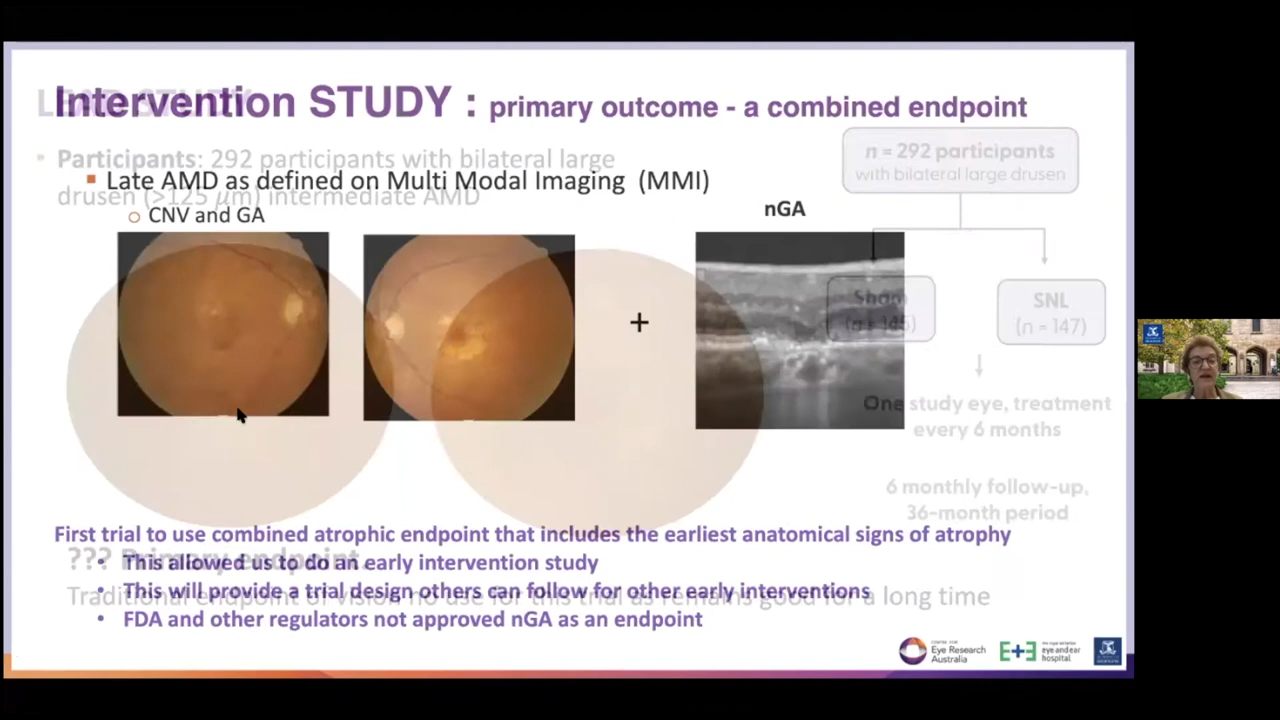 Intervention STUDY : primary outcome - a combined endpoint
LEAD STUDY
Participants: 292 participants with bilateral large
drusen (>125 µm) intermediate AMD
▪ Late AMD as defined on Multi Modal Imaging (MMI)
○ CNV and GA
nGA
+
n = 292 participants
with bilateral large drusen
Sham
(n = 145)
SNL
(n = 147)
One study eye, treatment
every 6 months
6 monthly follow-up,
36-month period
First trial to use combined atrophic endpoint that includes the earliest anatomical signs of atrophy
??? Primary endpoint
• This allowed us to do an early intervention study
• This will provide a trial design others can follow for other early interventions
Traditional endpoint of vision no use for this trial as remains good for a long time
• FDA and other regulators not approved nGA as an endpoint
CENTRE FOR
Eye Research
Australia
E+E
eye and ear
hospital